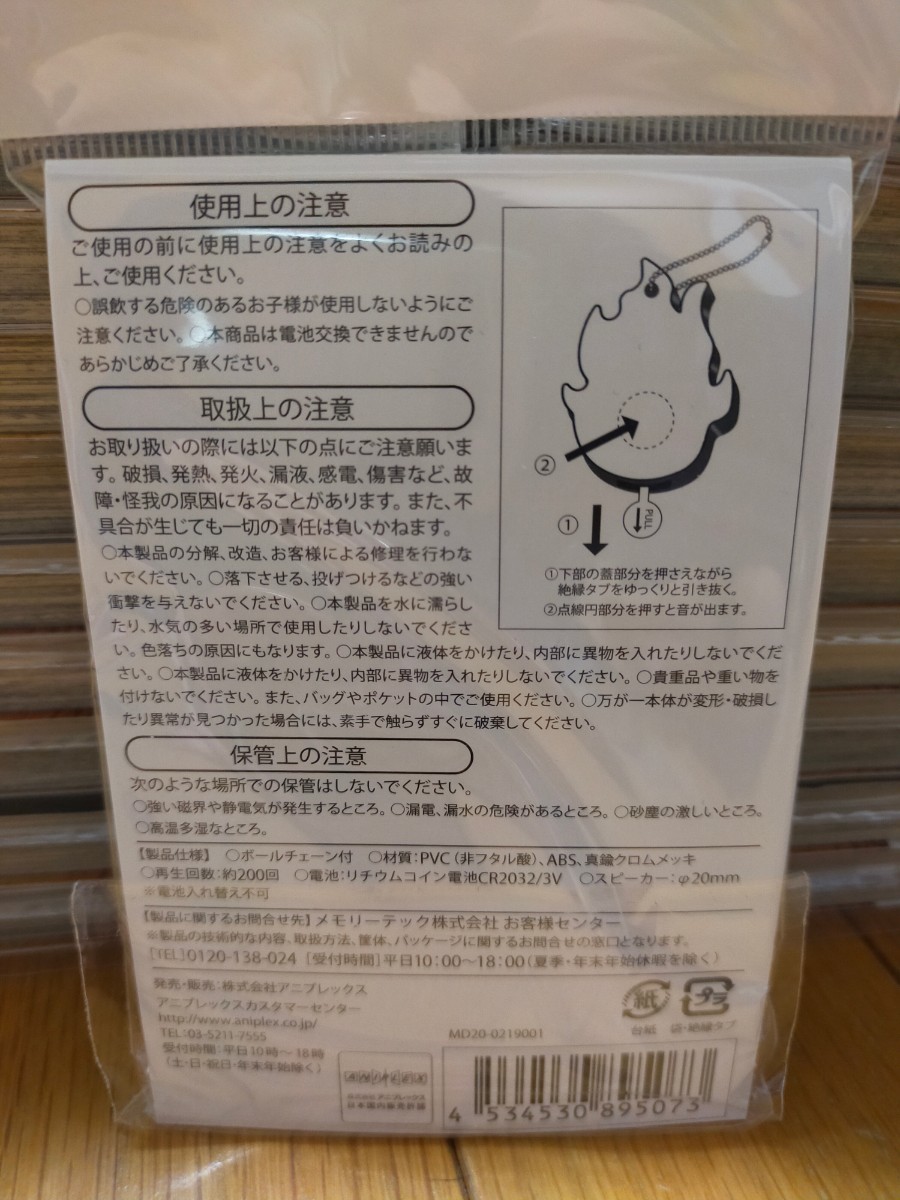 使用上の注意
ご使用の前に使用上の注意をよくお読みの
上、ご使用ください。
○誤飲する危険のあるお子様が使用しないようにご
注意ください。○本商品は電池交換できませんので
あらかじめご了承ください。
取扱上の注意
お取り扱いの際には以下の点にご注意願いま
す。破損、発熱、発火、漏液、感電、傷害など、故
障・怪我の原因になることがあります。また、不
具合が生じても一切の責任は負いかねます。
○本製品の分解、改造、お客様による修理を行わな
いでください。○落下させる、投げつけるなどの強い
衝撃を与えないでください。○本製品を水に濡らし
たり、水気の多い場所で使用したりしないでくださ
い。色落ちの原因にもなります。○本製品に液体をかけたり、内部に異物を入れたりしないでくだ
さい。○本製品に液体をかけたり、内部に異物を入れたりしないでください。○貴重品や重い物を
付けないでください。また、バッグやポケットの中でご使用ください。○万が一本体が変形・破損し
たり異常が見つかった場合には、素手で触らずすぐに破棄してください。
②
①
PULL
①下部の蓋部分を押さえながら
絶縁タブをゆっくりと引き抜く。
②点線円部分を押すと音が出ます。
保管上の注意
次のような場所での保管はしないでください。
○強い磁界や静電気が発生するところ。○漏電、漏水の危険があるところ。○砂塵の激しいところ。
○高温多湿なところ。
【製品仕様】 ○ボールチェーン付 ○材質:PVC(非フタル酸)、ABS、真鍮クロムメッキ
○再生回数:約200回 ○電池:リチウムコイン電池CR2032/3V ○スピーカー:φ20mm
※電池入れ替え不可
【製品に関するお問合せ先】メモリーテック株式会社 お客様センター
※製品の技術的な内容、取扱方法、筐体、パッケージに関するお問合せの窓口となります。
[TEL]0120-138-024 [受付時間]平日10:00~18:00(夏季・年末年始休暇を除く)
発売・販売:株式会社アニプレックス
アニプレックスカスタマーセンター
http://www.aniplex.co.jp/
TEL:03-5211-7555
受付時間:平日10時~18時
(土・日・祝日・年末年始除く)
紙
プラ
台紙 袋・絶縁タブ
MD20-0219001
株式会社アニプレックス
日本国内販売許諾
4 534530 895073